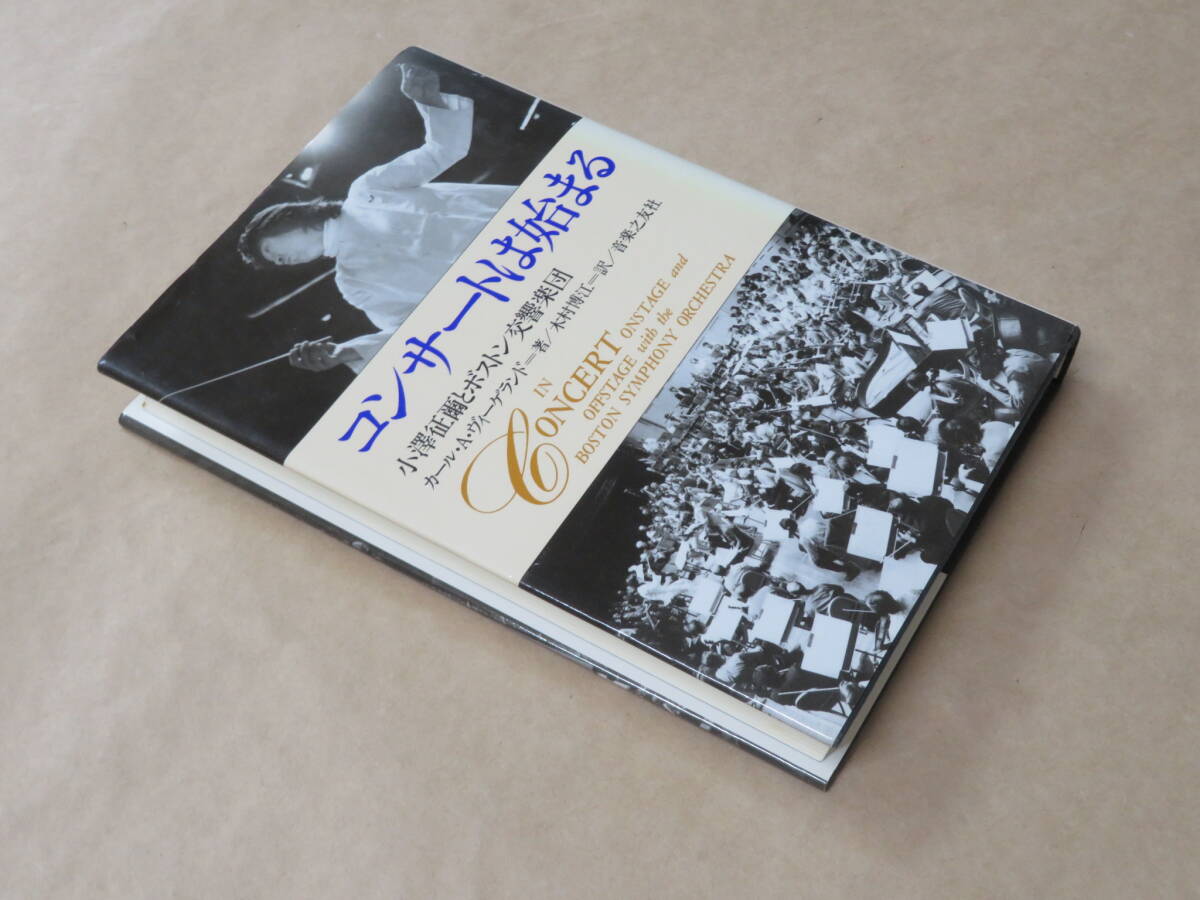 コンサートは始まる
小澤征爾とボストン交響楽団
カール・A・ヴィーゲランド=著/木村博江=訳/音楽之友社
IN
CONCERT ONSTAGE and
OFFSTAGE with the
BOSTON SYMPHONY ORCHESTRA